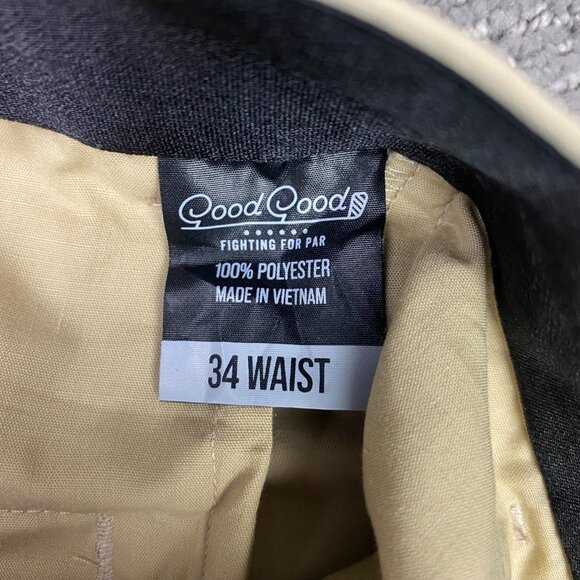 Good Good
FIGHTING FOR PAR
100% POLYESTER
MADE IN VIETNAM
34 WAIST